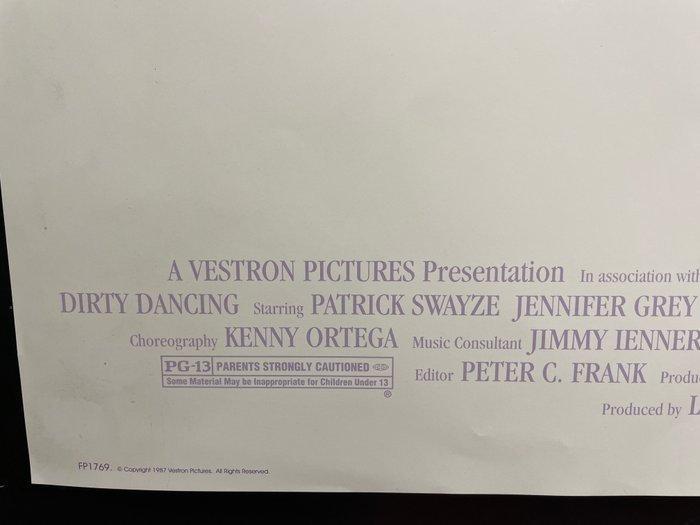 A VESTRON PICTURES Presentation In association with
DIRTY DANCING Starring PATRICK SWAYZE JENNIFER GREY
Choreography KENNY ORTEGA Music Consultant JIMMY IENNER
PG-13 PARENTS STRONGLY CAUTIONED
Some Material May be Inappropriate for Children Under 13
®
Editor PETER C. FRANK Produ
Produced by L
FP1769. © Copyright 1987 Vestron Pictures. All Rights Reserved.